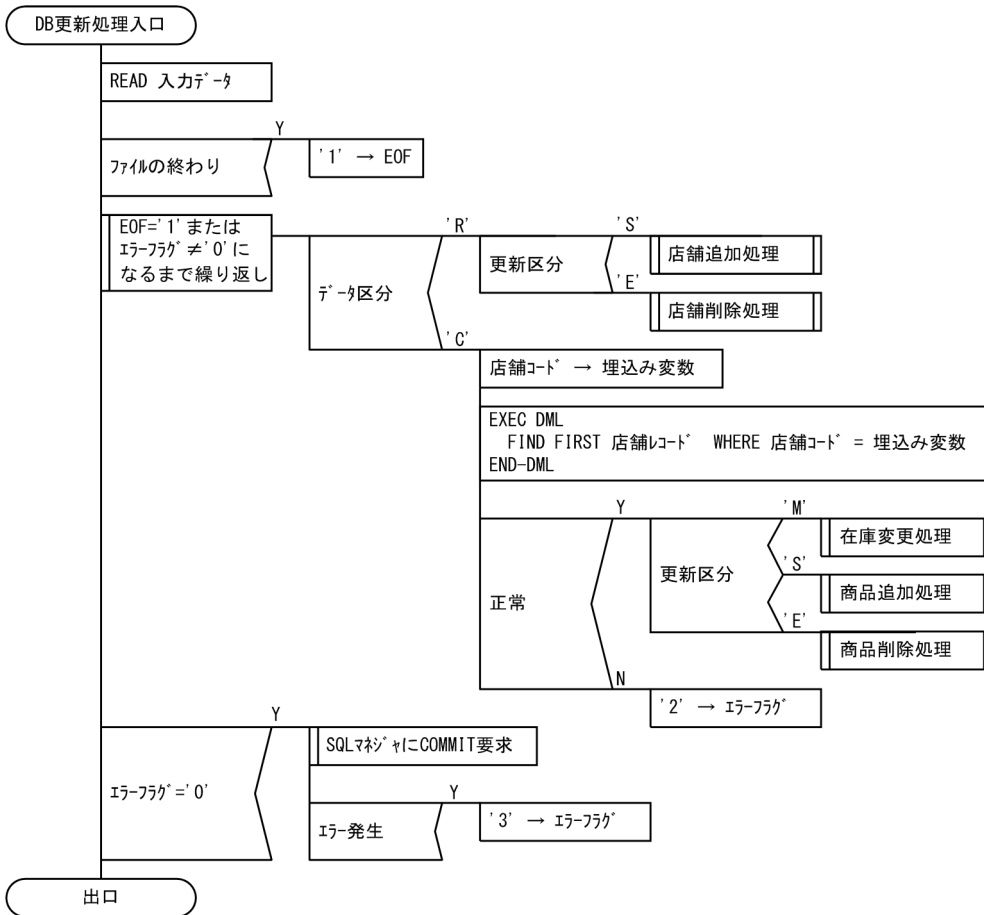 DB更新処理入口
READ 入力ﾃﾞｰﾀ
Y
ﾌｧｲﾙの終わり
'1' → EOF
EOF='1'または
ｴﾗｰﾌﾗｸﾞ≠'0'に
なるまで繰り返し
ﾃﾞｰﾀ区分
'R'
更新区分
'S'
店舗追加処理
'E'
店舗削除処理
'C'
店舗ｺｰﾄﾞ → 埋込み変数
EXEC DML
FIND FIRST 店舗ﾚｺｰﾄﾞ WHERE 店舗ｺｰﾄﾞ = 埋込み変数
END-DML
正常
Y
更新区分
'M'
在庫変更処理
'S'
商品追加処理
'E'
商品削除処理
N
'2' → ｴﾗｰﾌﾗｸﾞ
Y
ｴﾗｰﾌﾗｸﾞ='0'
SQLﾏﾈｼﾞｬにCOMMIT要求
Y
ｴﾗｰ発生
'3' → ｴﾗｰﾌﾗｸﾞ
出口